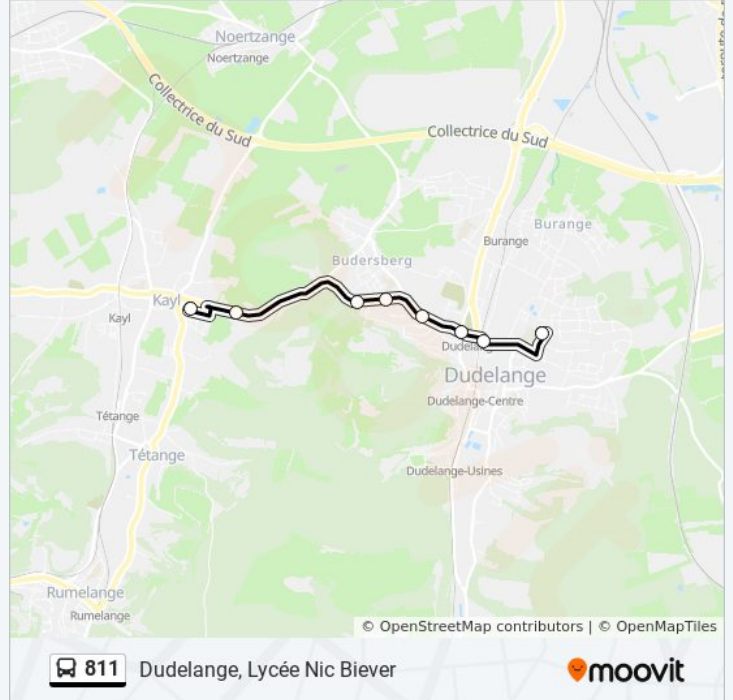 Noertzange
Noertzange
Collectrice du Sud
Collectrice du Sud
Burange
Burange
Budersberg
Kayl
Kayl
Dudelange
Dudelange-Centre
Tétange
Tétange
Dudelange-Usines
Rumelange
Rumelange
© OpenStreetMap contributors | © OpenMapTiles
811 Dudelange, Lycée Nic Biever
moovit